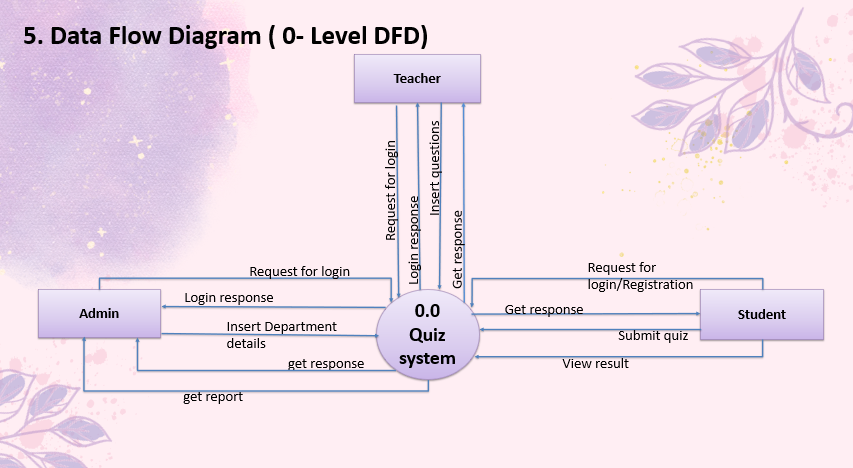 5. Data Flow Diagram ( 0- Level DFD)
Teacher
Request for login
Login response
Insert questions
Get response
Request for login
Login response
Admin
Insert Department
details
get response
get report
0.0
Quiz
system
Request for
login/Registration
Get response
Student
Submit quiz
View result